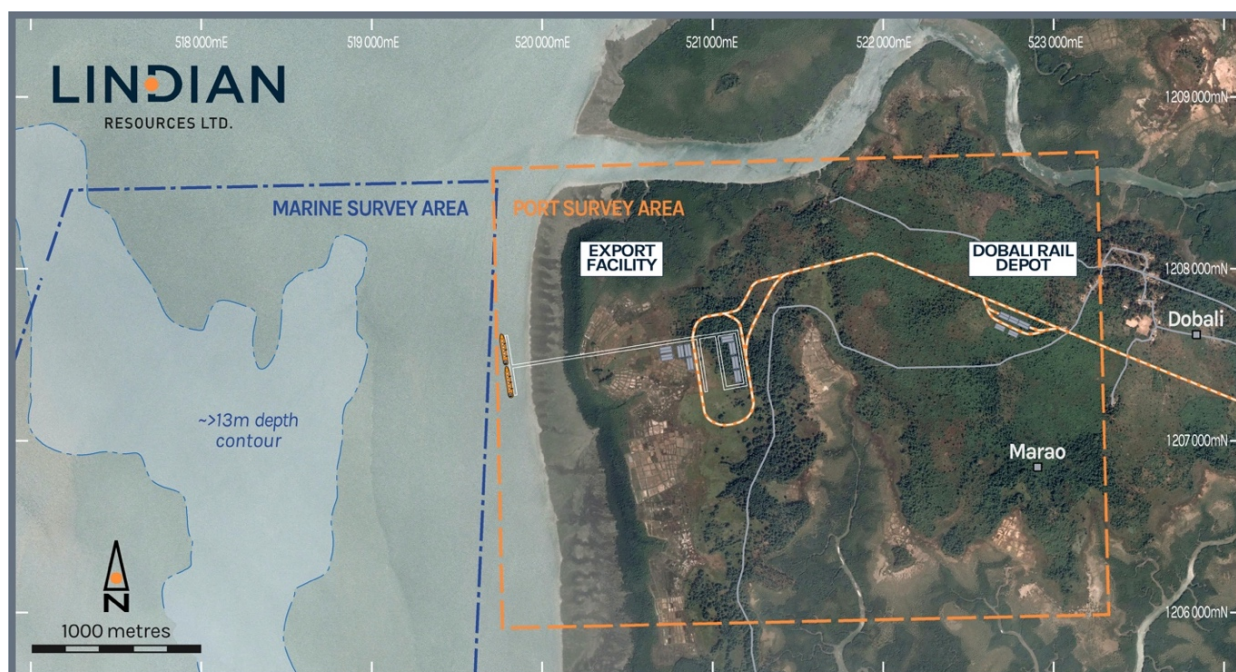 518 000mE
519 000mE
520 000mE
521 000mE
522 000mE
523 000mE
LINDIAN
RESOURCES LTD.
1209 000mN
MARINE SURVEY AREA
PORT SURVEY AREA
EXPORT
FACILITY
DOBALI RAIL
DEPOT
1208 000mN
Dobali
~>13m depth
contour
1207 000mN
Marao
N
1000 metres
1206 000mN